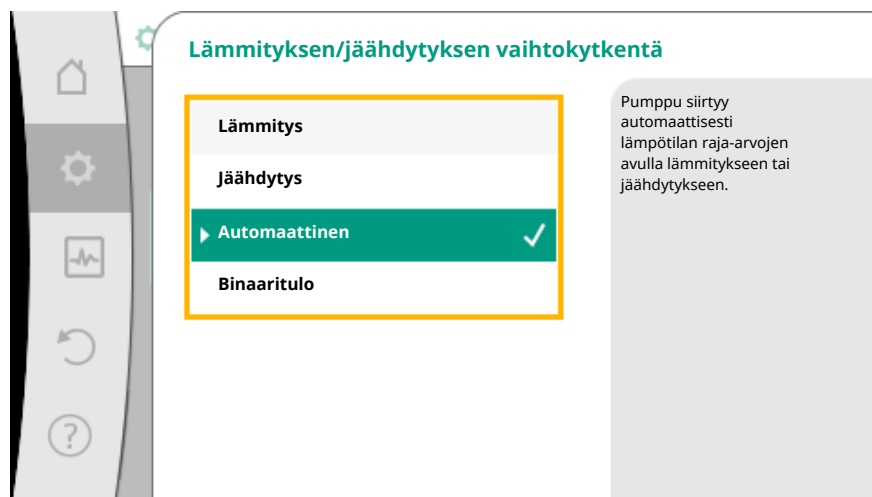 Lämmityksen/jäähdytyksen vaihtokytkentä
Lämmitys
Jäähdytys
Automaattinen
Binaaritulo
Pumppu siirtyy
automaattisesti
lämpötilan raja-arvojen
avulla lämmitykseen tai
jäähdytykseen.
?